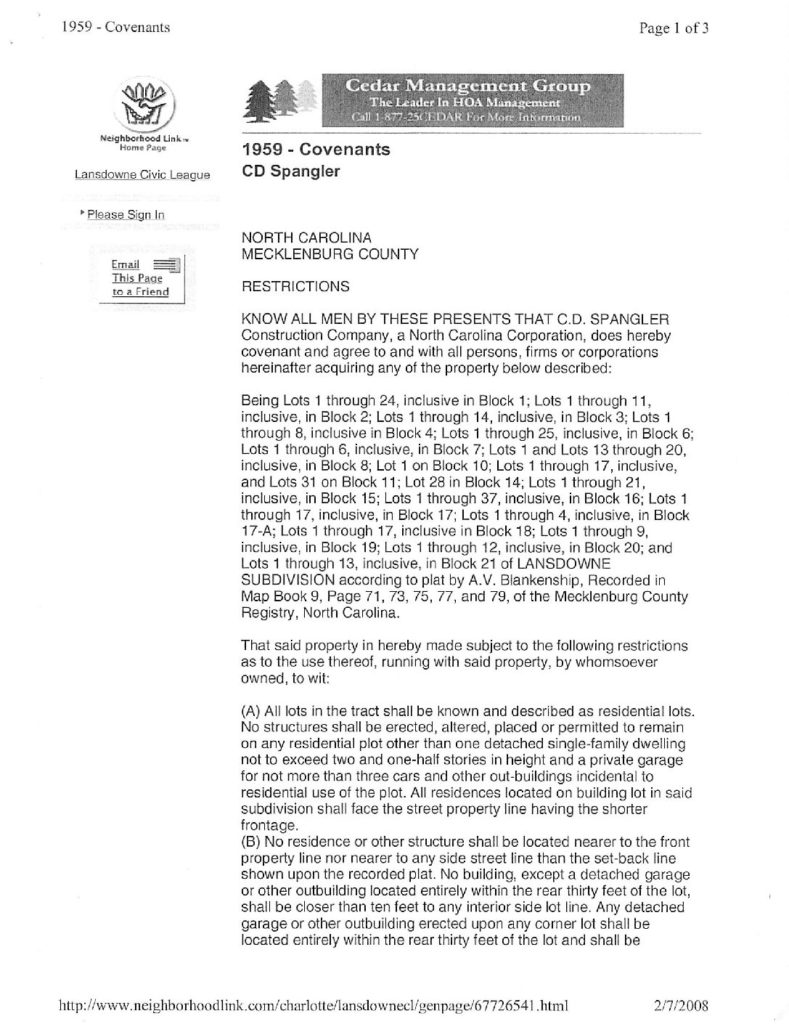 1959 - Covenants
Page 1 of 3
Neighborhood Link™
Home Page
Lansdowne Civic League
Please Sign In
Email
This Page
to a Friend
Cedar Management Group
The Leader In HOA Management
Call 1-877-25CEDAR For More Information
1959 - Covenants
CD Spangler
NORTH CAROLINA
MECKLENBURG COUNTY
RESTRICTIONS
KNOW ALL MEN BY THESE PRESENTS THAT C.D. SPANGLER
Construction Company, a North Carolina Corporation, does hereby
covenant and agree to and with all persons, firms or corporations
hereinafter acquiring any of the property below described:
Being Lots 1 through 24, inclusive in Block 1; Lots 1 through 11,
inclusive, in Block 2; Lots 1 through 14, inclusive, in Block 3; Lots 1
through 8, inclusive in Block 4; Lots 1 through 25, inclusive, in Block 6;
Lots 1 through 6, inclusive, in Block 7; Lots 1 and Lots 13 through 20,
inclusive, in Block 8; Lot 1 on Block 10; Lots 1 through 17, inclusive,
and Lots 31 on Block 11; Lot 28 in Block 14; Lots 1 through 21,
inclusive, in Block 15; Lots 1 through 37, inclusive, in Block 16; Lots 1
through 17, inclusive, in Block 17; Lots 1 through 4, inclusive, in Block
17-A; Lots 1 through 17, inclusive in Block 18; Lots 1 through 9,
inclusive, in Block 19; Lots 1 through 12, inclusive, in Block 20; and
Lots 1 through 13, inclusive, in Block 21 of LANSDOWNE
SUBDIVISION according to plat by A.V. Blankenship, Recorded in
Map Book 9, Page 71, 73, 75, 77, and 79, of the Mecklenburg County
Registry, North Carolina.
That said property in hereby made subject to the following restrictions
as to the use thereof, running with said property, by whomsoever
owned, to wit:
(A) All lots in the tract shall be known and described as residential lots.
No structures shall be erected, altered, placed or permitted to remain
on any residential plot other than one detached single-family dwelling
not to exceed two and one-half stories in height and a private garage
for not more than three cars and other out-buildings incidental to
residential use of the plot. All residences located on building lot in said
subdivision shall face the street property line having the shorter
frontage.
(B) No residence or other structure shall be located nearer to the front
property line nor nearer to any side street line than the set-back line
shown upon the recorded plat. No building, except a detached garage
or other outbuilding located entirely within the rear thirty feet of the lot,
shall be closer than ten feet to any interior side lot line. Any detached
garage or other outbuilding erected upon any corner lot shall be
located entirely within the rear thirty feet of the lot and shall be
http://www.neighborhoodlink.com/charlotte/lansdownecl/genpage/67726541.html
2/7/2008